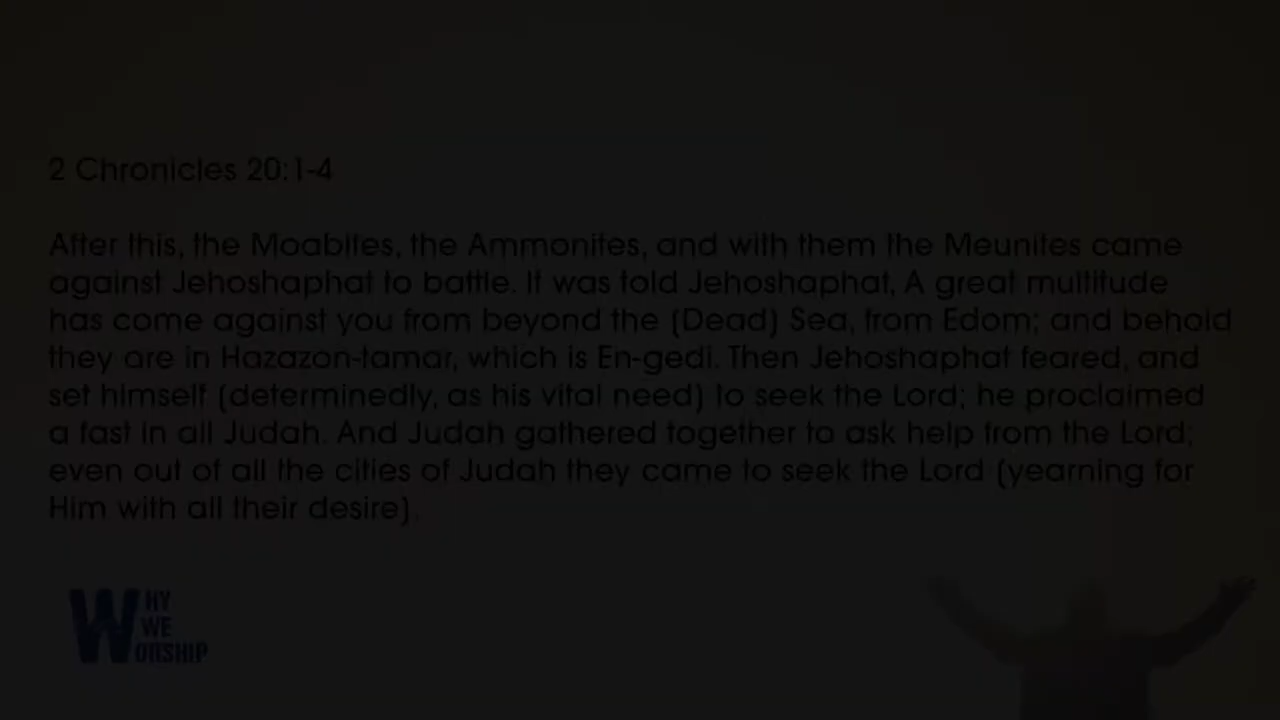 2 Chronicles 20:1-4
After this, the Moabites, the Ammonites, and with them the Meunites came
against Jehoshaphat to battle. It was told Jehoshaphat, A great multitude
has come against you from beyond the (Dead) Sea, from Edom; and behold
they are in Hazazon-tamar, which is En-gedi. Then Jehoshaphat feared, and
set himself (determinedly, as his vital need) to seek the Lord; he proclaimed
a fast in all Judah. And Judah gathered together to ask help from the Lord;
even out of all the cities of Judah they came to seek the Lord (yearning for
Him with all their desire).
WHY
WE
WORSHIP